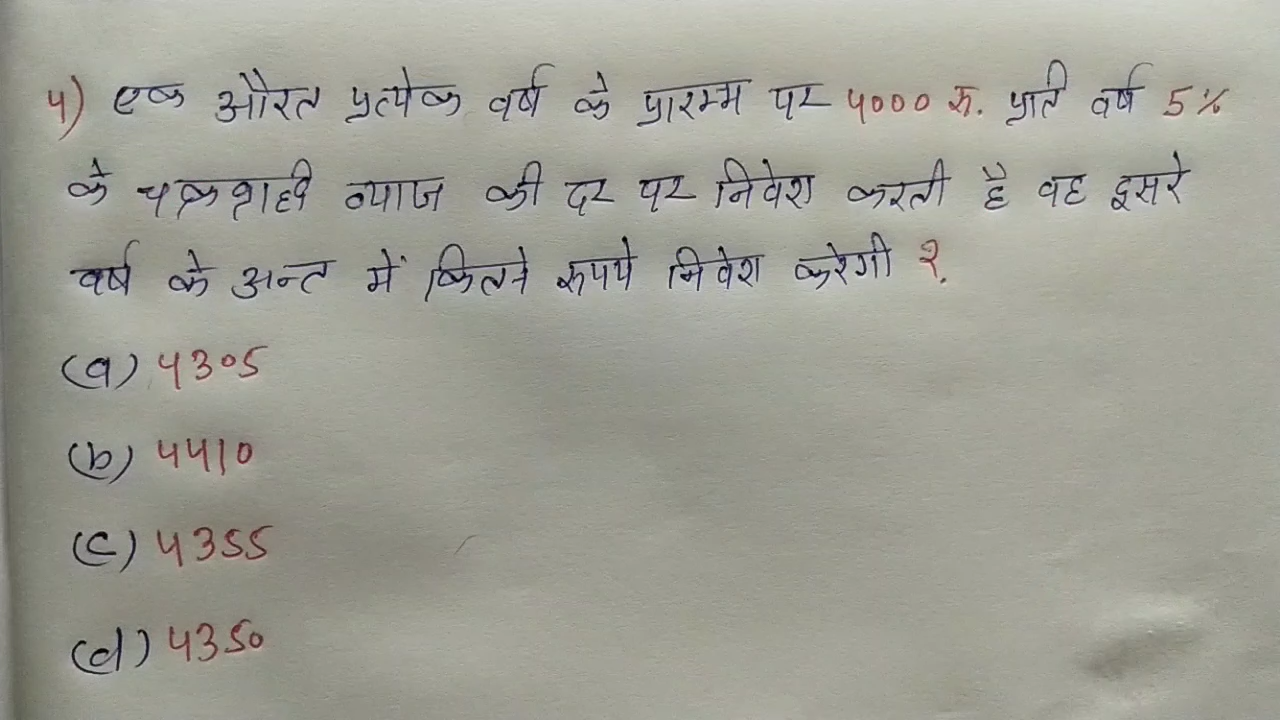 4) एक औरत प्रत्येक वर्ष के प्रारम्भ पर 4000 रु. प्रति वर्ष 5%
के चक्रवृद्धि ब्याज की दर पर निवेश करती है वह दूसरे
वर्ष के अन्त में कितने रुपये निवेश करेगी ?
(a) 4305
(b) 4410
(c) 4355
(d) 4350